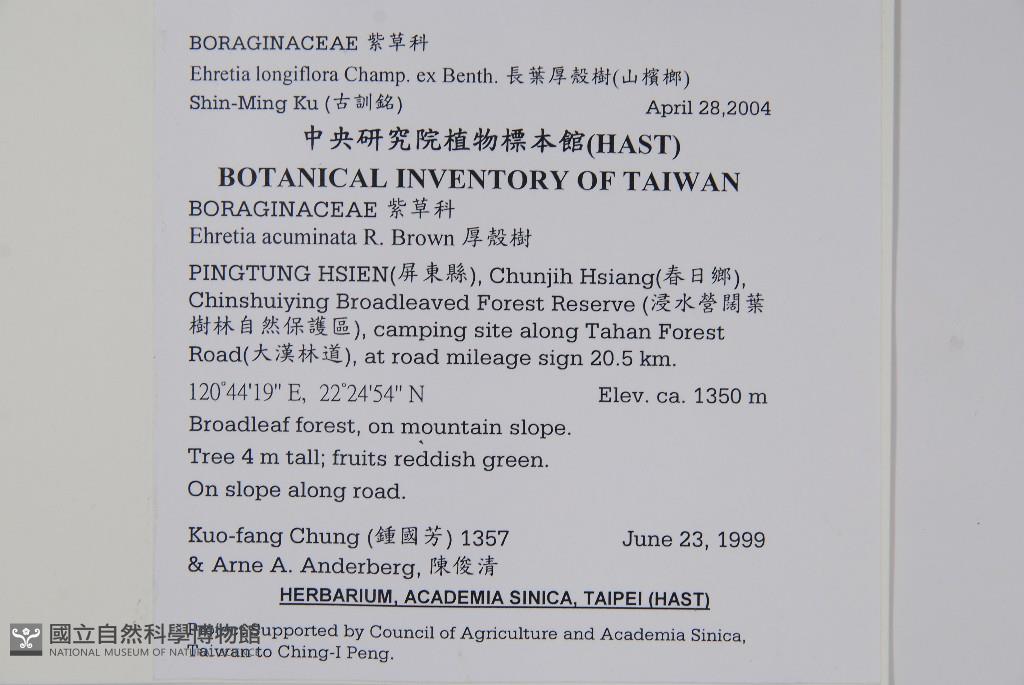 BORAGINACEAE 紫草科
Ehretia longiflora Champ. ex Benth. 長葉厚殼樹(山檳榔)
Shin-Ming Ku (古訓銘) April 28,2004
中央研究院植物標本館(HAST)
BOTANICAL INVENTORY OF TAIWAN
BORAGINACEAE 紫草科
Ehretia acuminata R. Brown 厚殼樹
PINGTUNG HSIEN(屏東縣), Chunjih Hsiang(春日鄉),
Chinshuiying Broadleaved Forest Reserve (浸水營闊葉
樹林自然保護區), camping site along Tahan Forest
Road(大漢林道), at road mileage sign 20.5 km.
120°44'19" E, 22°24'54" N Elev. ca. 1350 m
Broadleaf forest, on mountain slope.
Tree 4 m tall; fruits reddish green.
On slope along road.
Kuo-fang Chung (鍾國芳) 1357 June 23, 1999
& Arne A. Anderberg, 陳俊清
HERBARIUM, ACADEMIA SINICA, TAIPEI (HAST)
Supported by Council of Agriculture and Academia Sinica,
Taiwan to Ching-I Peng.
國立自然科學博物館
NATIONAL MUSEUM OF NATURAL SCIENCE